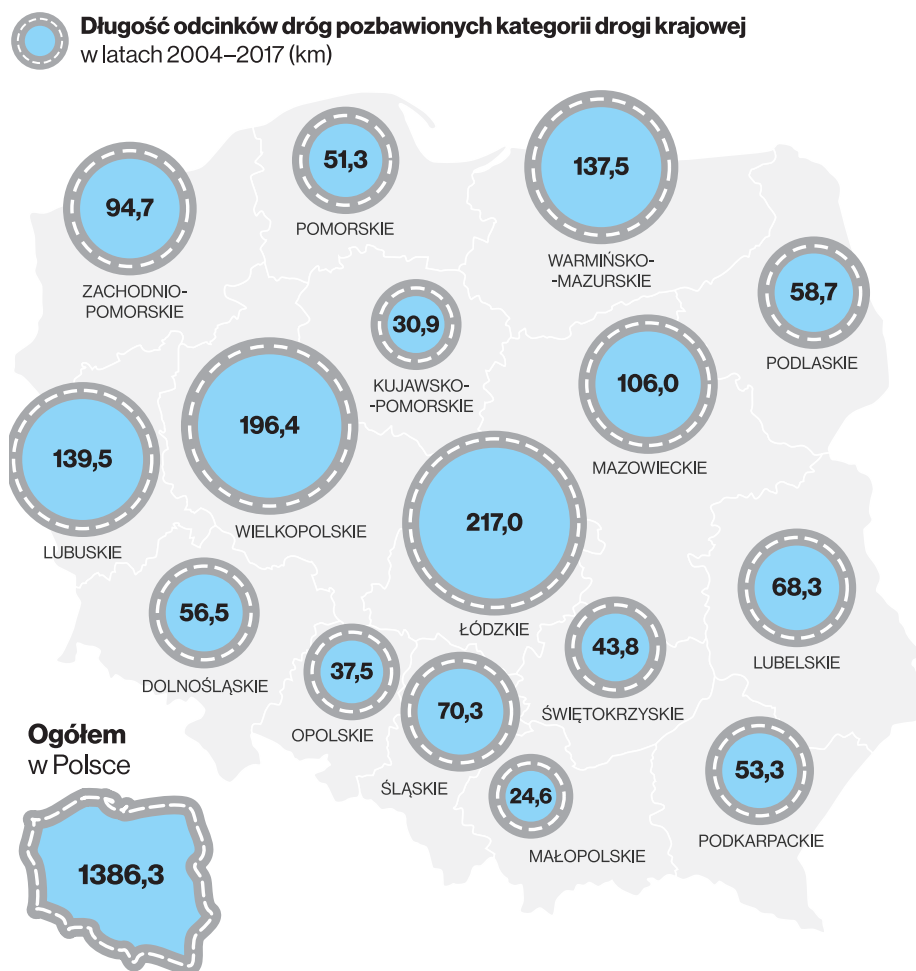 Długość odcinków dróg pozbawionych kategorii drogi krajowej
w latach 2004–2017 (km)
51,3
POMORSKIE
137,5
WARMIŃSKO-
-MAZURSKIE
94,7
ZACHODNIO-
POMORSKIE
58,7
PODLASKIE
30,9
KUJAWSKO-
-POMORSKIE
106,0
MAZOWIECKIE
196,4
WIELKOPOLSKIE
139,5
LUBUSKIE
217,0
ŁÓDZKIE
68,3
LUBELSKIE
56,5
DOLNOŚLĄSKIE
43,8
ŚWIĘTOKRZYSKIE
37,5
OPOLSKIE
70,3
ŚLĄSKIE
53,3
PODKARPACKIE
24,6
MAŁOPOLSKIE
Ogółem
w Polsce
1386,3